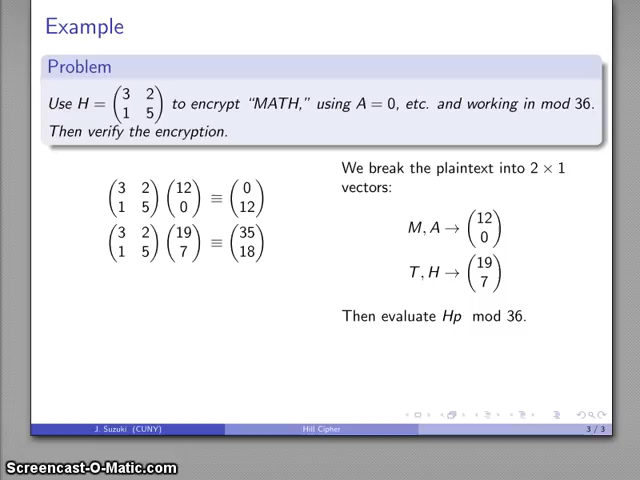 Example
Problem
Use H = (3 2
1 5) to encrypt “MATH,” using A = 0, etc. and working in mod 36.
Then verify the encryption.
(3 2
1 5) (12
0) ≡ (0
12)
(3 2
1 5) (19
7) ≡ (35
18)
We break the plaintext into 2 × 1
vectors:
M, A → (12
0)
T, H → (19
7)
Then evaluate Hp mod 36.
J. Suzuki (CUNY) Hill Cipher 3 / 3
Screencast-O-Matic.com